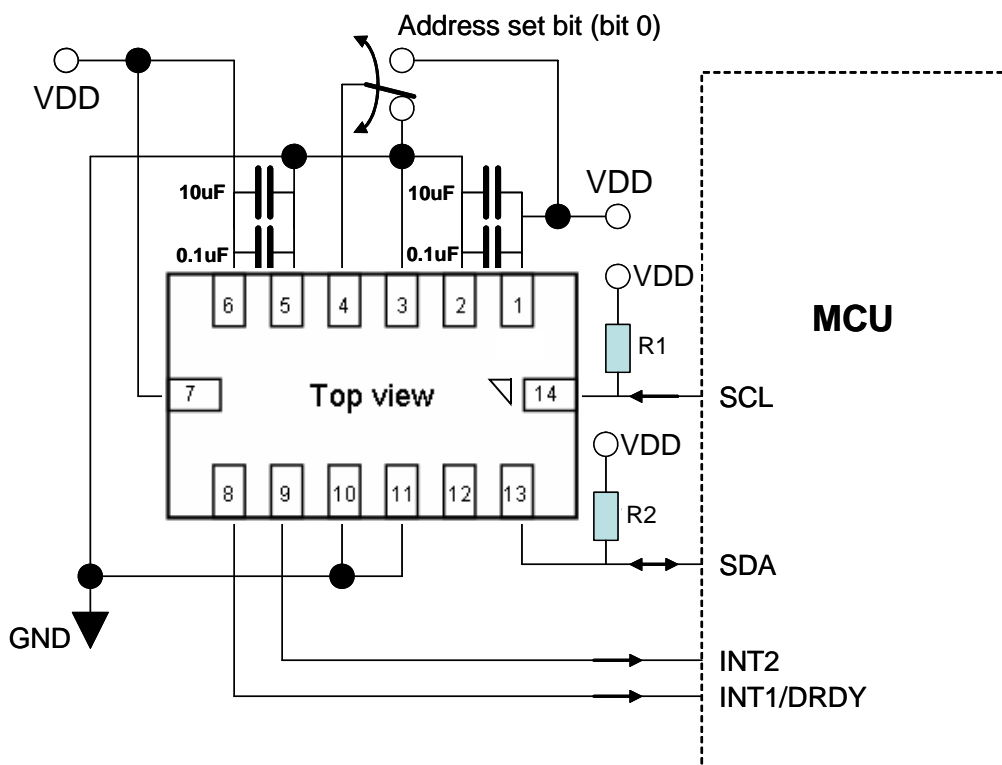 Address set bit (bit 0)
VDD
VDD
10uF
10uF
0.1uF
0.1uF
6
5
4
3
2
1
VDD
R1
MCU
7
Top view
14
SCL
VDD
8
9
10
11
12
13
R2
SDA
GND
INT2
INT1/DRDY